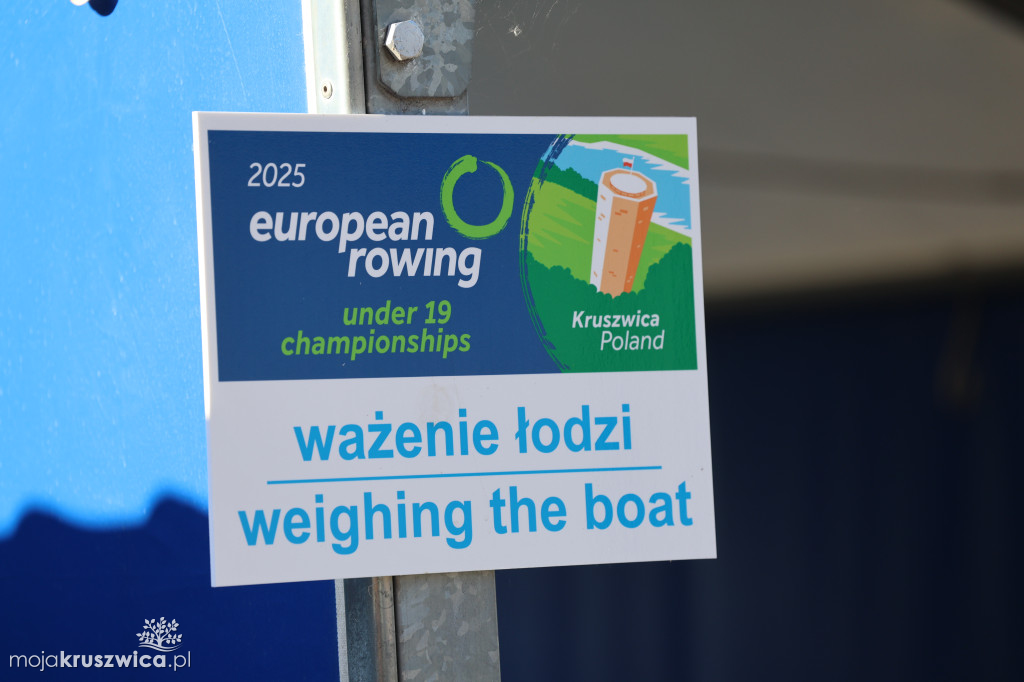 2025
european
rowing
under 19
championships
Kruszwica
Poland
ważenie łodzi
weighing the boat
mojakruszwica.pl